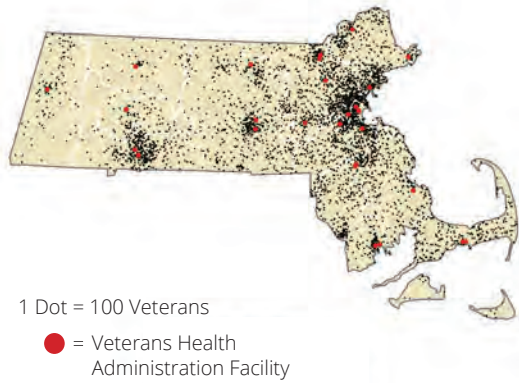 1 Dot = 100 Veterans
= Veterans Health
Administration Facility